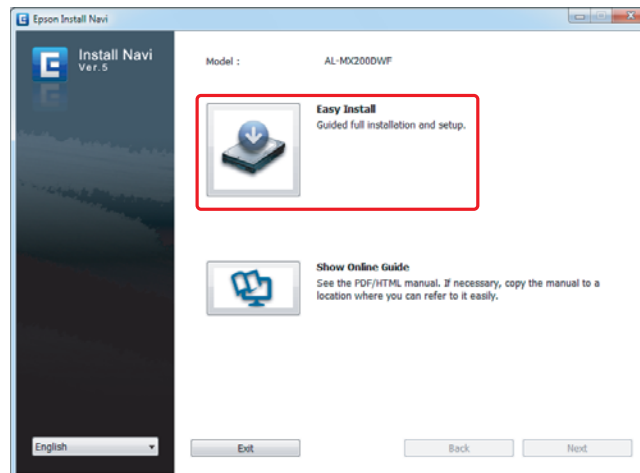 Epson Install Navi
Install Navi
Ver.5
Model :
AL-MX200DWF
Easy Install
Guided full installation and setup.
Show Online Guide
See the PDF/HTML manual. If necessary, copy the manual to a
location where you can refer to it easily.
English
Exit
Back
Next